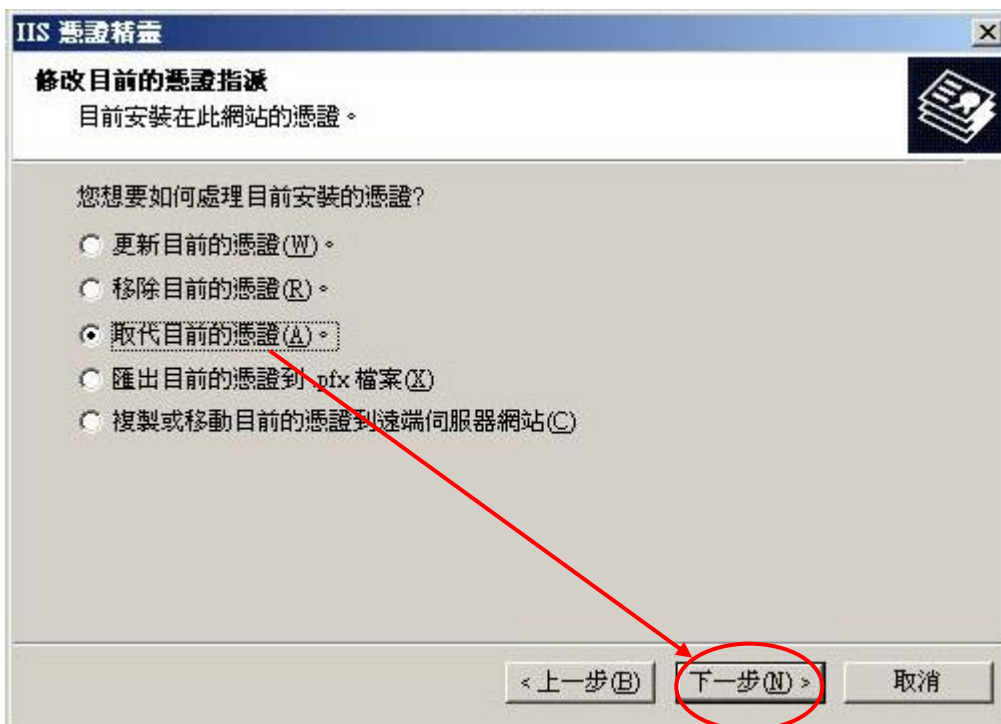 IIS 憑證精靈
修改目前的憑證指派
目前安裝在此網站的憑證。
您想要如何處理目前安裝的憑證?
更新目前的憑證(W)。
移除目前的憑證(R)。
取代目前的憑證(A)。
匯出目前的憑證到 .pfx 檔案(X)
複製或移動目前的憑證到遠端伺服器網站(C)
<上一步(B) 下一步(N)> 取消